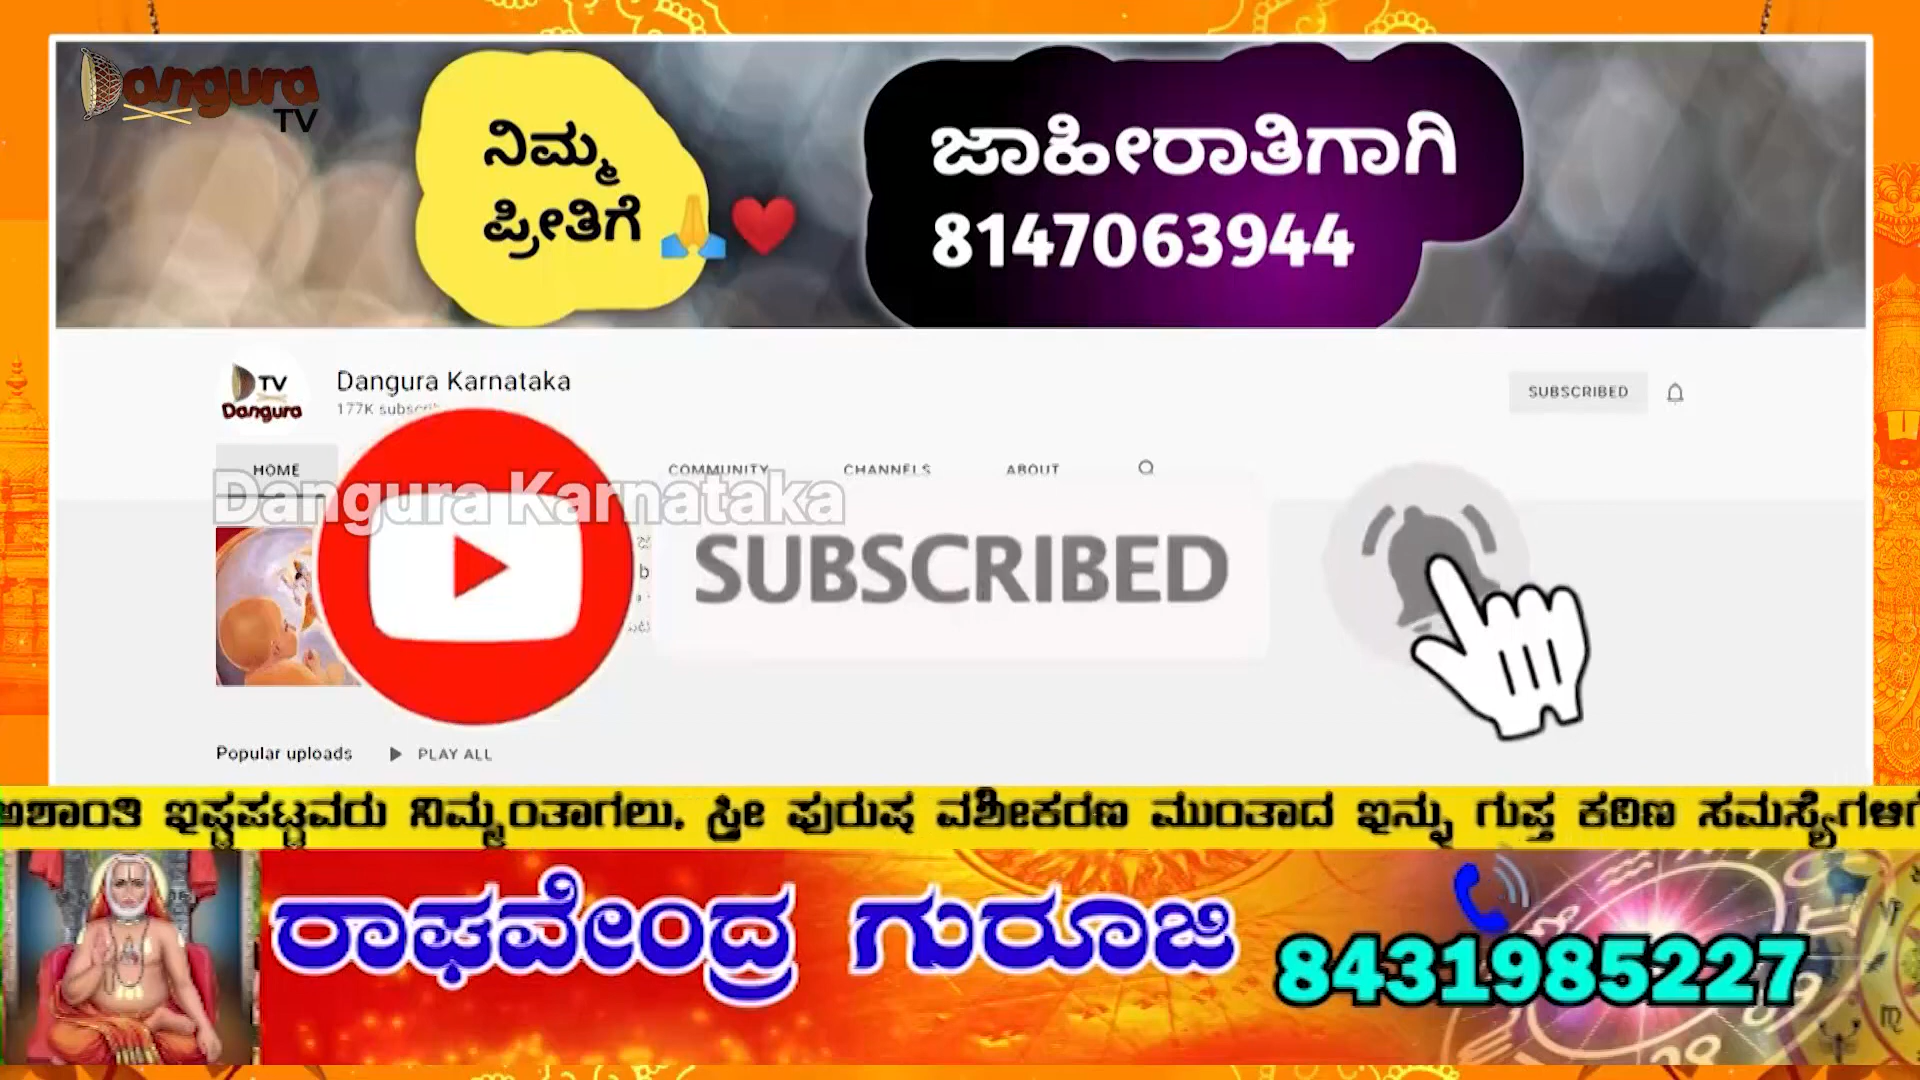 Dangura
TV
ನಿಮ್ಮ
ಪ್ರೀತಿಗೆ
ಜಾಹೀರಾತಿಗಾಗಿ
8147063944
TV
Dangura
Dangura Karnataka
177K
SUBSCRIBED
HOME
COMMUNITY
CHANNELS
ABOUT
Dangura Karnataka
SUBSCRIBED
Popular uploads
PLAY ALL
ಅಶಾಂತಿ ಇಷ್ಟಪಟ್ಟವರು ನಿಮ್ಮಂತಾಗಲು. ಸ್ತ್ರೀ ಪುರುಷ ವಶೀಕರಣ ಮುಂತಾದ ಇನ್ನು ಗುಪ್ತ ಕಠಿಣ ಸಮಸ್ಯೆಗಳಿಗೆ
ರಾಘವೇಂದ್ರ ಗುರೂಜಿ
8431985227